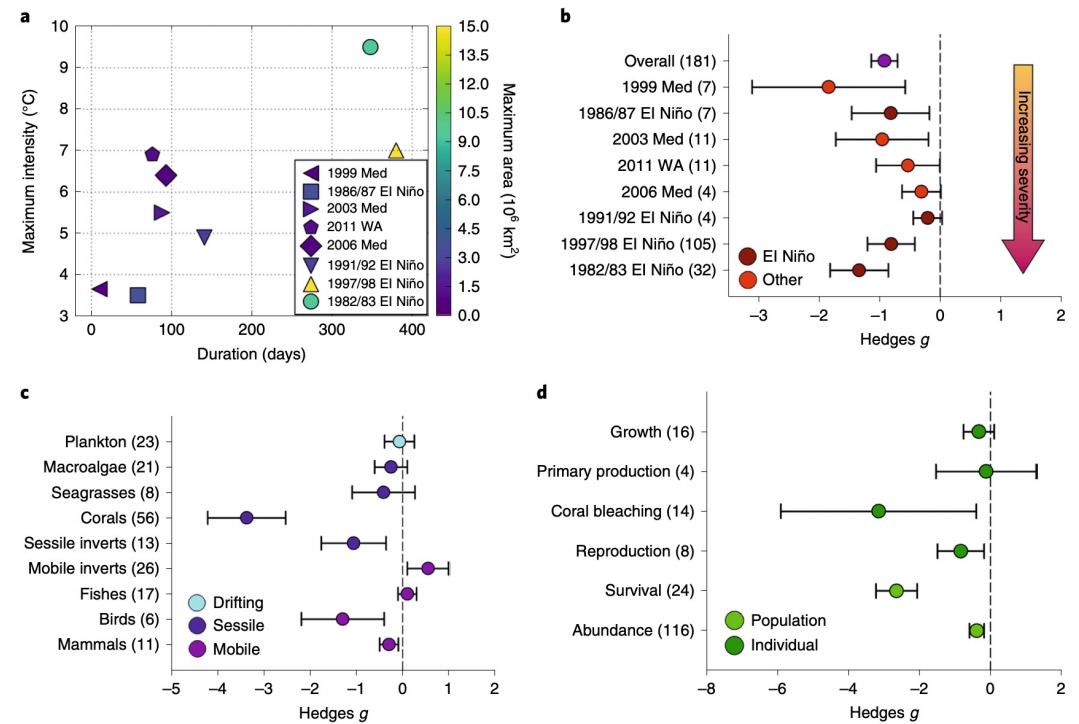 a
10
9
8
7
6
5
4
3
Maximum intensity (°C)
0
100
200
300
400
Duration (days)
1999 Med
1986/87 El Niño
2003 Med
2011 WA
2006 Med
1991/92 El Niño
1997/98 El Niño
1982/83 El Niño
15.0
13.5
12.0
10.5
9.0
7.5
6.0
4.5
3.0
1.5
0.0
Maximum area (10⁶ km²)
b
Overall (181)
1999 Med (7)
1986/87 El Niño (7)
2003 Med (11)
2011 WA (11)
2006 Med (4)
1991/92 El Niño (4)
1997/98 El Niño (105)
1982/83 El Niño (32)
El Niño
Other
Increasing severity
−3
−2
−1
0
1
2
Hedges g
c
Plankton (23)
Macroalgae (21)
Seagrasses (8)
Corals (56)
Sessile inverts (13)
Mobile inverts (26)
Fishes (17)
Birds (6)
Mammals (11)
Drifting
Sessile
Mobile
−5
−4
−3
−2
−1
0
1
2
Hedges g
d
Growth (16)
Primary production (4)
Coral bleaching (14)
Reproduction (8)
Survival (24)
Abundance (116)
Population
Individual
−8
−6
−4
−2
0
2
Hedges g